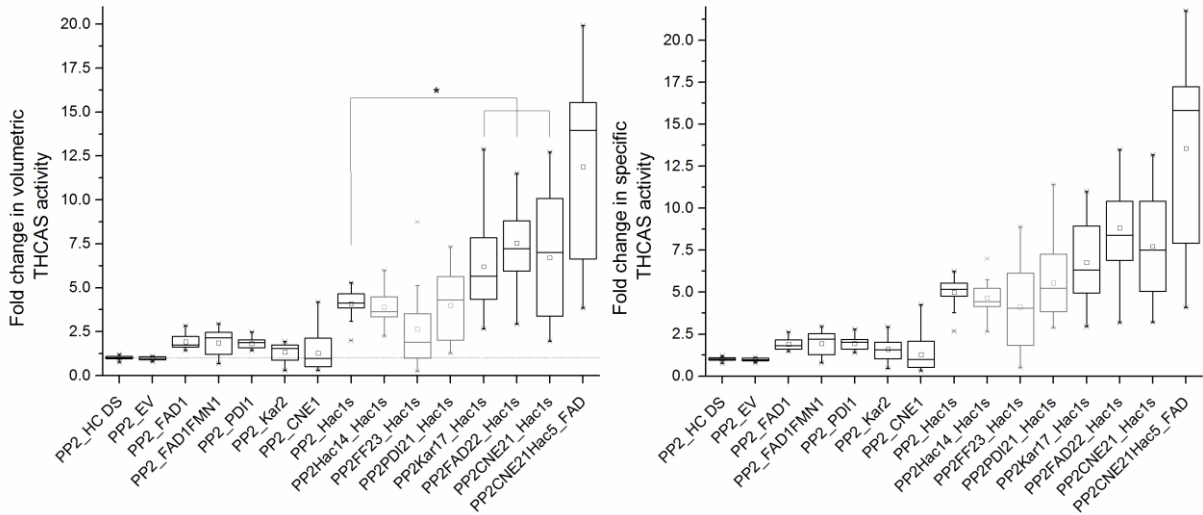 Fold change in volumetric
THCAS activity
20.0
17.5
15.0
12.5
10.0
7.5
5.0
2.5
0.0
*
PP2_HC DS
PP2_EV
PP2_FAD1
PP2_FAD1FMN1
PP2_PDI1
PP2_Kar2
PP2_CNE1
PP2_Hac1s
PP2Hac14_Hac1s
PP2FF23_Hac1s
PP2PDI21_Hac1s
PP2Kar17_Hac1s
PP2FAD22_Hac1s
PP2CNE21_Hac1s
PP2CNE21Hac5_FAD
Fold change in specific
THCAS activity
20.0
17.5
15.0
12.5
10.0
7.5
5.0
2.5
0.0
PP2_HC DS
PP2_EV
PP2_FAD1
PP2_FAD1FMN1
PP2_PDI1
PP2_Kar2
PP2_CNE1
PP2_Hac1s
PP2Hac14_Hac1s
PP2FF23_Hac1s
PP2PDI21_Hac1s
PP2Kar17_Hac1s
PP2FAD22_Hac1s
PP2CNE21_Hac1s
PP2CNE21Hac5_FAD